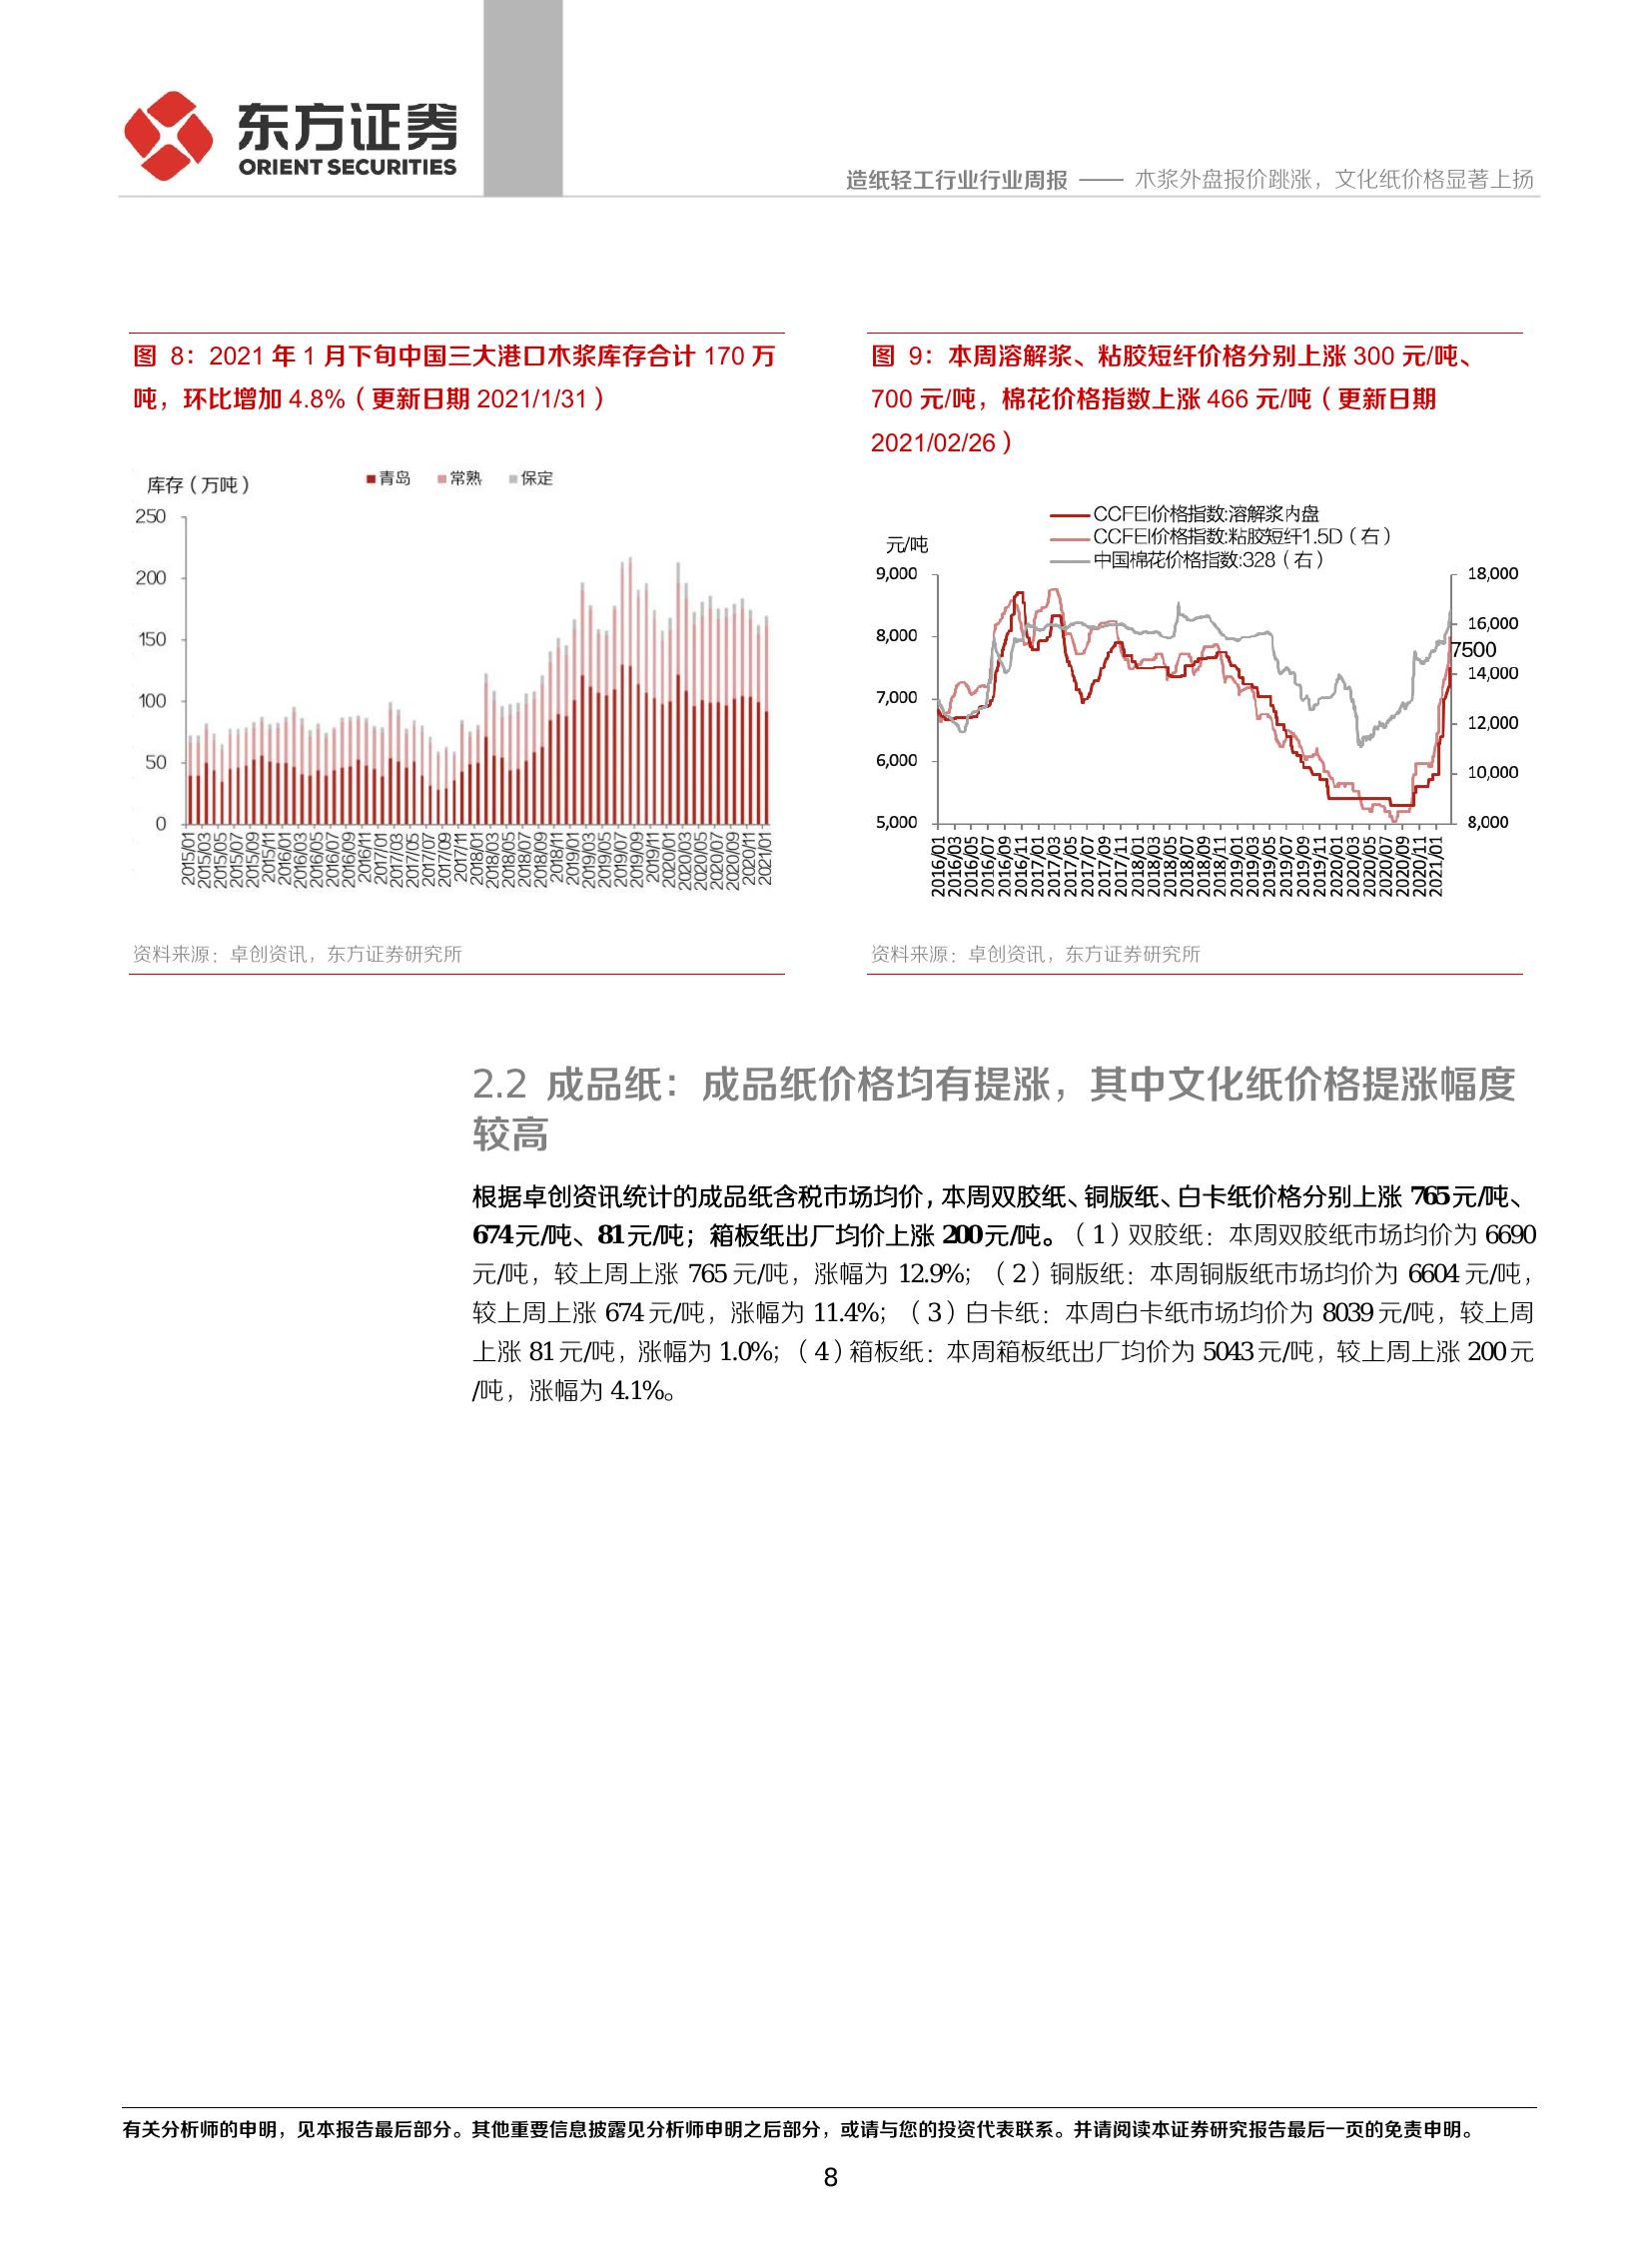 东方证券
ORIENT SECURITIES
造纸轻工行业行业周报 —— 木浆外盘报价跳涨，文化纸价格显著上扬
图 8：2021 年 1 月下旬中国三大港口木浆库存合计 170 万
吨，环比增加 4.8%（更新日期 2021/1/31）
库存（万吨）
青岛 常熟 保定
250
200
150
100
50
0
2015/01 2015/03 2015/05 2015/07 2015/09 2015/11 2016/01 2016/03 2016/05 2016/07 2016/09 2016/11 2017/01 2017/03 2017/05 2017/07 2017/09 2017/11 2018/01 2018/03 2018/05 2018/07 2018/09 2018/11 2019/01 2019/03 2019/05 2019/07 2019/09 2019/11 2020/01 2020/03 2020/05 2020/07 2020/09 2020/11 2021/01
资料来源：卓创资讯，东方证券研究所
图 9：本周溶解浆、粘胶短纤价格分别上涨 300 元/吨、
700 元/吨，棉花价格指数上涨 466 元/吨（更新日期
2021/02/26）
CCFEI价格指数:溶解浆内盘
CCFEI价格指数:粘胶短纤1.5D（右）
中国棉花价格指数:328（右）
元/吨
9,000
8,000
7,000
6,000
5,000
18,000
16,000
7500
14,000
12,000
10,000
8,000
2016/01 2016/03 2016/05 2016/07 2016/09 2016/11 2017/01 2017/03 2017/05 2017/07 2017/09 2017/11 2018/01 2018/03 2018/05 2018/07 2018/09 2018/11 2019/01 2019/03 2019/05 2019/07 2019/09 2019/11 2020/01 2020/03 2020/05 2020/07 2020/09 2020/11 2021/01
资料来源：卓创资讯，东方证券研究所
2.2 成品纸：成品纸价格均有提涨，其中文化纸价格提涨幅度
较高
根据卓创资讯统计的成品纸含税市场均价，本周双胶纸、铜版纸、白卡纸价格分别上涨 765元/吨、
674元/吨、81元/吨；箱板纸出厂均价上涨 200元/吨。（1）双胶纸：本周双胶纸市场均价为 6690
元/吨，较上周上涨 765 元/吨，涨幅为 12.9%；（2）铜版纸：本周铜版纸市场均价为 6604 元/吨，
较上周上涨 674 元/吨，涨幅为 11.4%；（3）白卡纸：本周白卡纸市场均价为 8039 元/吨，较上周
上涨 81元/吨，涨幅为 1.0%；（4）箱板纸：本周箱板纸出厂均价为 5043元/吨，较上周上涨 200元
/吨，涨幅为 4.1%。
有关分析师的申明，见本报告最后部分。其他重要信息披露见分析师申明之后部分，或请与您的投资代表联系。并请阅读本证券研究报告最后一页的免责申明。
8